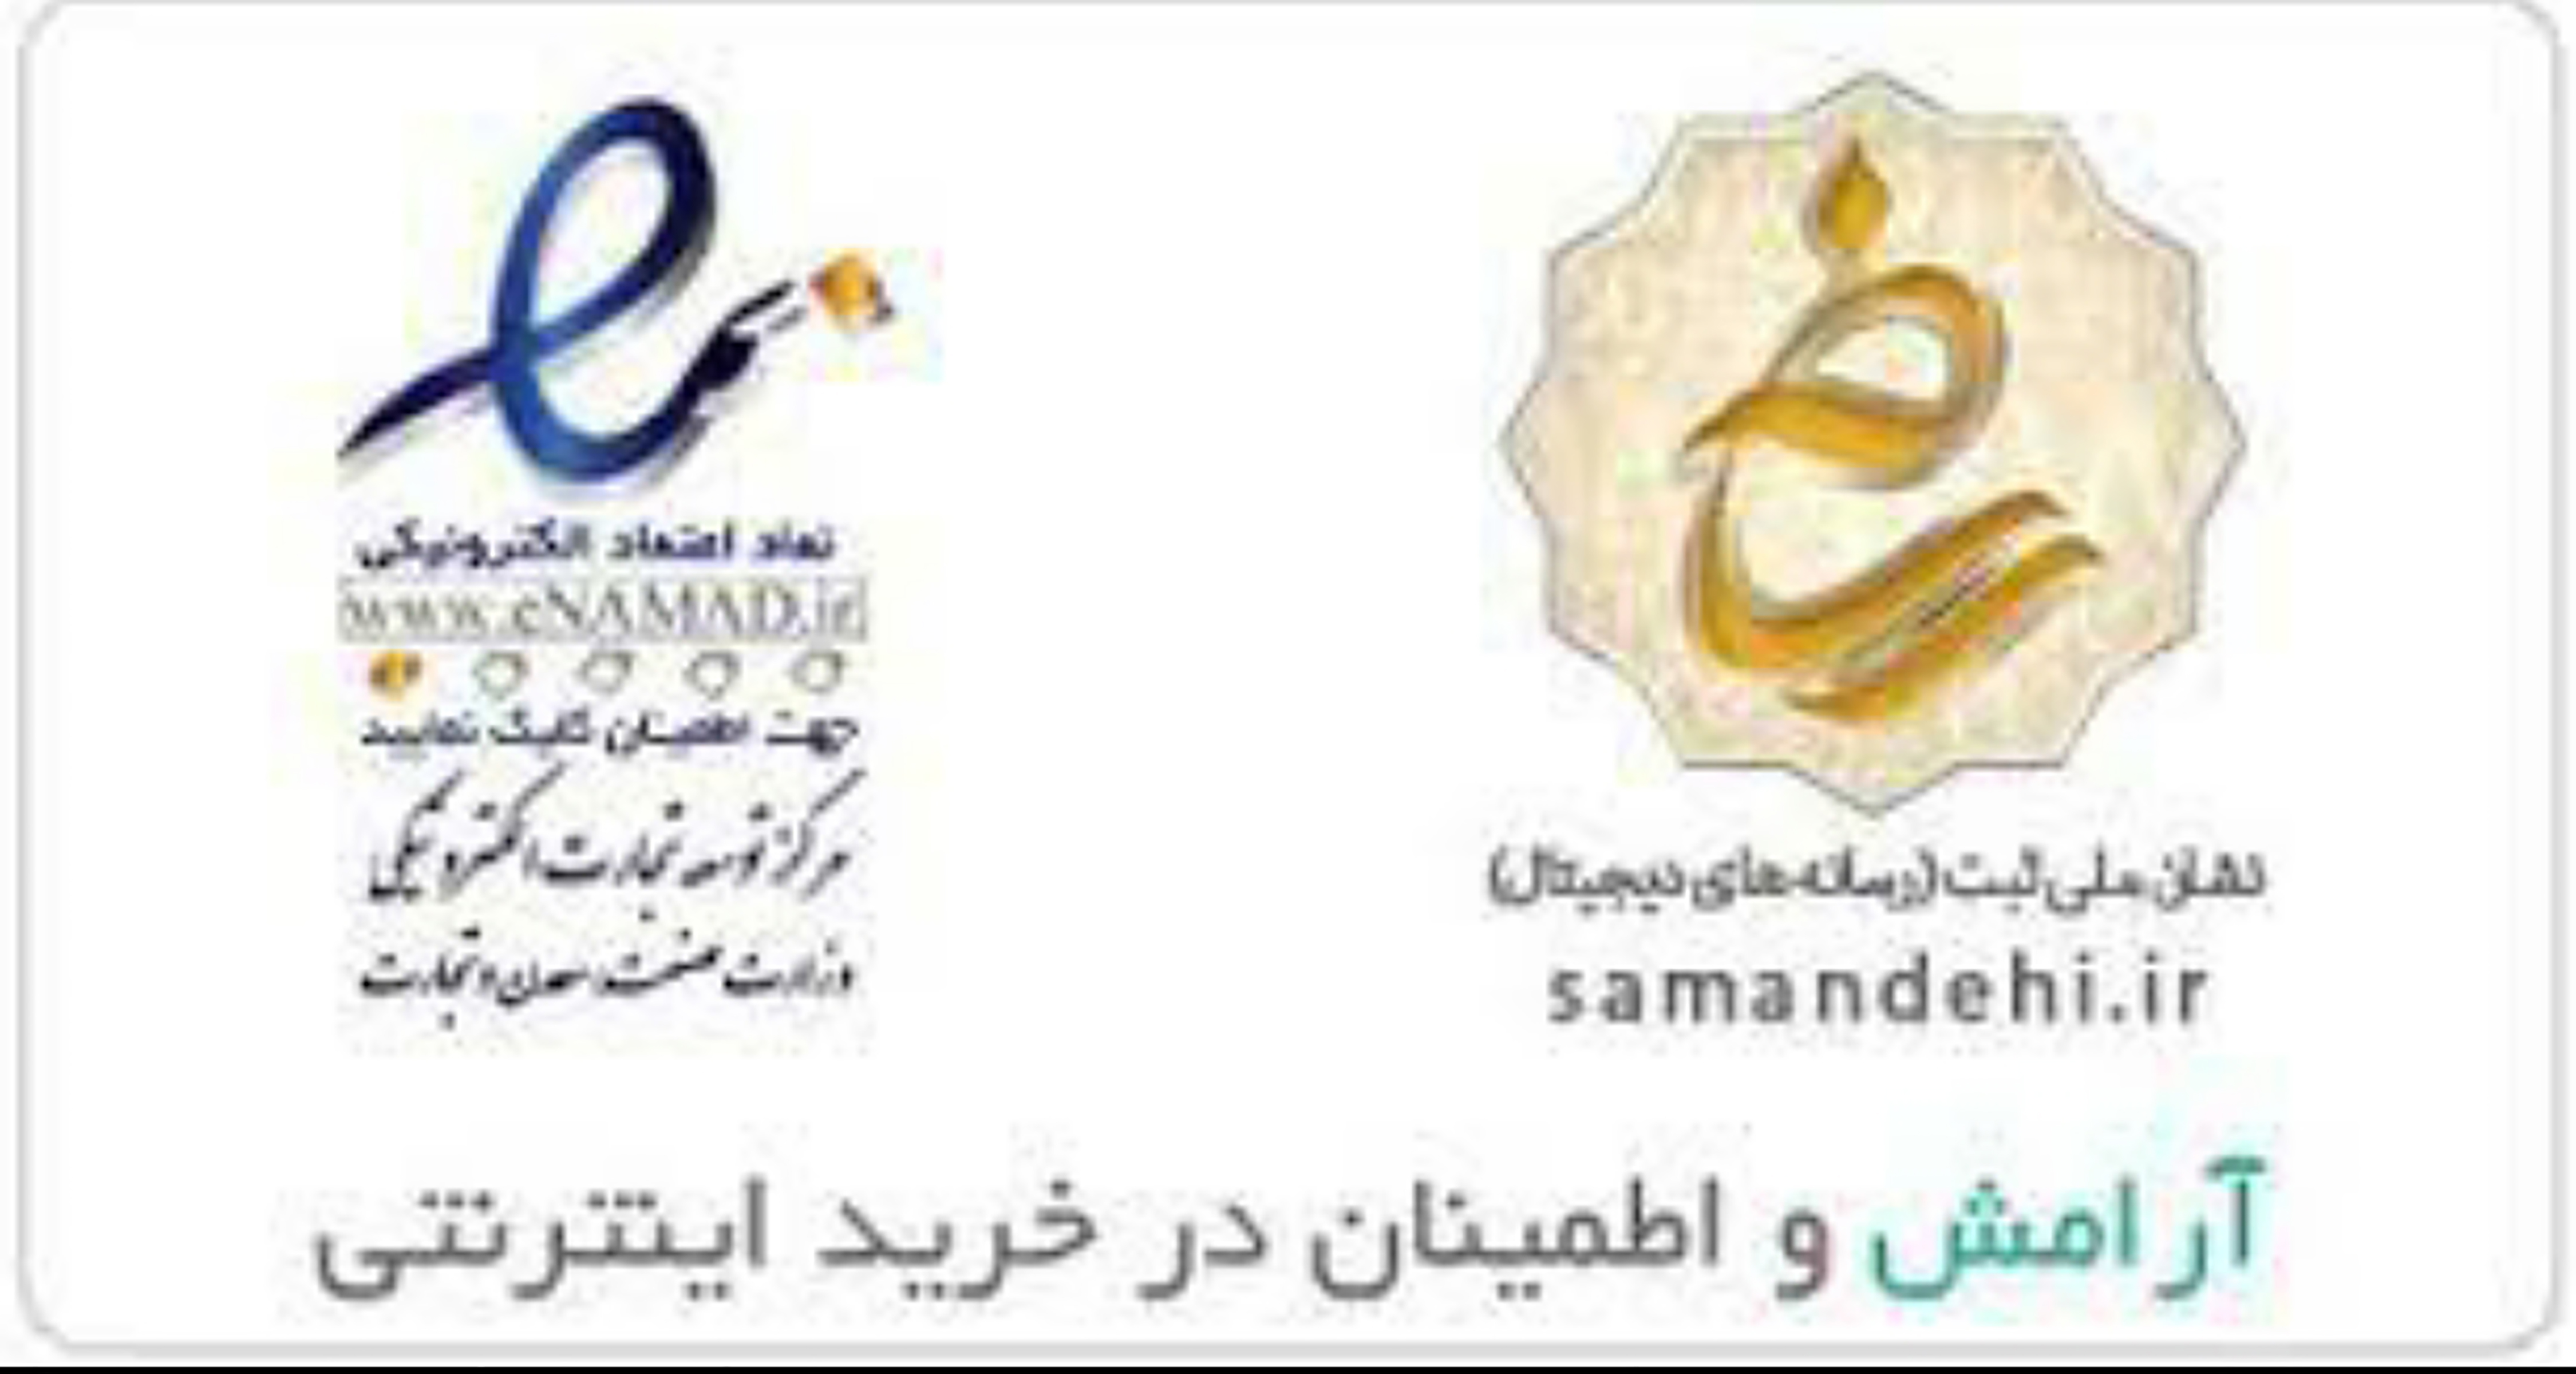 نشان ملی ثبت (رسانه‌های دیجیتال)
samandehi.ir
نماد اعتماد الکترونیکی
www.eNAMAD.ir
جهت اطمینان کلیک نمایید
مرکز توسعه تجارت الکترونیکی
وزارت صنعت، معدن و تجارت
آرامش و اطمینان در خرید اینترنتی